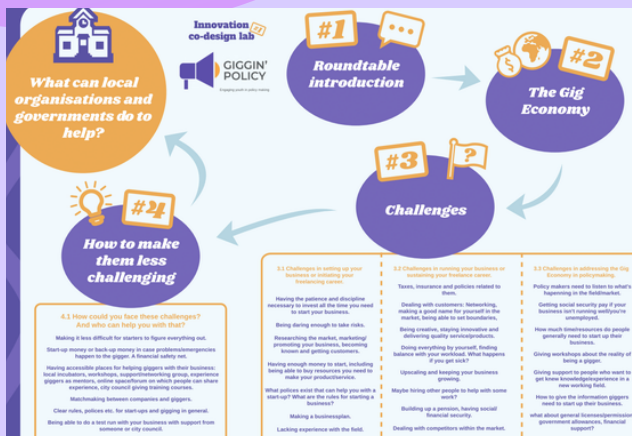 Innovation
co-design lab
#1
GIGGIN'
POLICY
Engaging youth in policy making
#1
Roundtable
introduction
#2
The Gig
Economy
#3
?
Challenges
#4
How to make
them less
challenging
What can local
organisations and
governments do to
help?
3.1 Challenges in setting up your
business or initiating your
freelancing career
Having the patience and discipline
necessary to invest all the time you need
to start your business.
Being daring enough to take risks.
Researching the market, marketing/
promoting your business, becoming
known and getting customers.
Having enough money to start, including
being able to buy resources you need to
make your product/service.
What polices exist that can help you with a
start-up? What are the rules for starting a
business?
Making a businessplan.
Lacking experience with the field.
3.2 Challenges in running your business or
sustaining your freelance career
Taxes, insurance and policies related to
them.
Dealing with customers: Networking,
making a good name for yourself in the
market, being able to set boundaries,
Being creative, staying innovative and
delivering quality service/products.
Doing everything by yourself, finding
balance with your workload. What happens
if you get sick?
Upscaling and keeping your business
growing.
Maybe hiring other people to help with some
work?
Building up a pension, having social
financial security.
Dealing with competitors within the market.
3.3 Challenges in addressing the Gig
Economy in policymaking.
Policy makers need to listen to what's
happening in the field/market.
Getting social security pay if your
business isn't running well/you're
unemployed.
How much time/resources do people
generally need to start up their
business.
Giving workshops about the reality of
being a gigger.
Giving support to people who want to
get knew knowledge/experience in a
new working field.
How to give the information giggers
need to start up their business.
what about general licenses/permission
government allowances, financial
support?
4.1 How could you face these challenges?
And who can help you with that?
Making it less difficult for starters to figure everything out.
Start-up money or back-up money in case problems/emergencies
happen to the gigger. A financial safety net.
Having accessible places for helping giggers with their business:
local incubators, workshops, support/networking group, experience
giggers as mentors, online space/forum on which people can share
experience, city council giving training courses.
Matchmaking between companies and giggers.
Clear rules, polices etc. for start-ups and gigging in general.
Being able to do a test run with your business with support from
someone or city council.